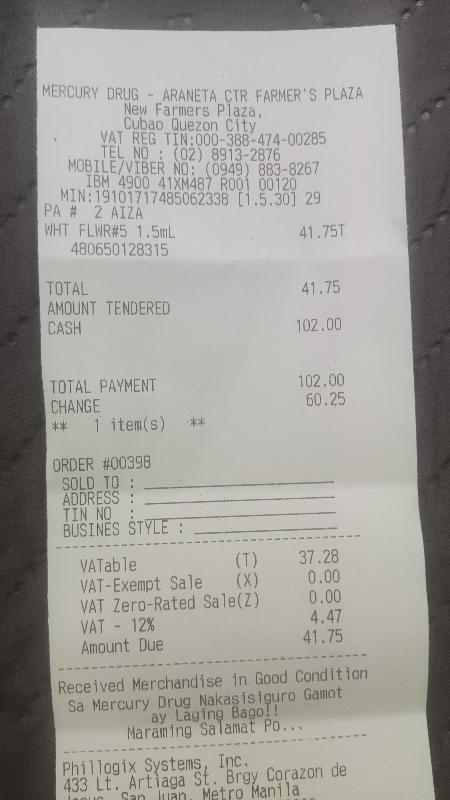 MERCURY DRUG - ARANETA CTR FARMER'S PLAZA
New Farmers Plaza,
Cubao Quezon City
VAT REG TIN:000-388-474-00285
TEL NO : (02) 8913-2876
MOBILE/VIBER NO: (0949) 883-8267
IBM 4900 41XM487 R001 00120
MIN:19101717485062338 [1.5.30] 29
PA # 2 AIZA
WHT FLWR#5 1.5mL 41.75T
480650128315
TOTAL 41.75
AMOUNT TENDERED
CASH 102.00
TOTAL PAYMENT 102.00
CHANGE 60.25
** 1 item(s) **
ORDER #00398
SOLD TO :
ADDRESS :
TIN NO :
BUSINES STYLE :
VATable (T) 37.28
VAT-Exempt Sale (X) 0.00
VAT Zero-Rated Sale(Z) 0.00
VAT - 12% 4.47
Amount Due 41.75
Received Merchandise in Good Condition
Sa Mercury Drug Nakasisiguro Gamot
ay Laging Bago!!
Maraming Salamat Po...
Phillogix Systems, Inc.
433 Lt. Artiaga St. Brgy Corazon de
Jesus, San Juan, Metro Manila